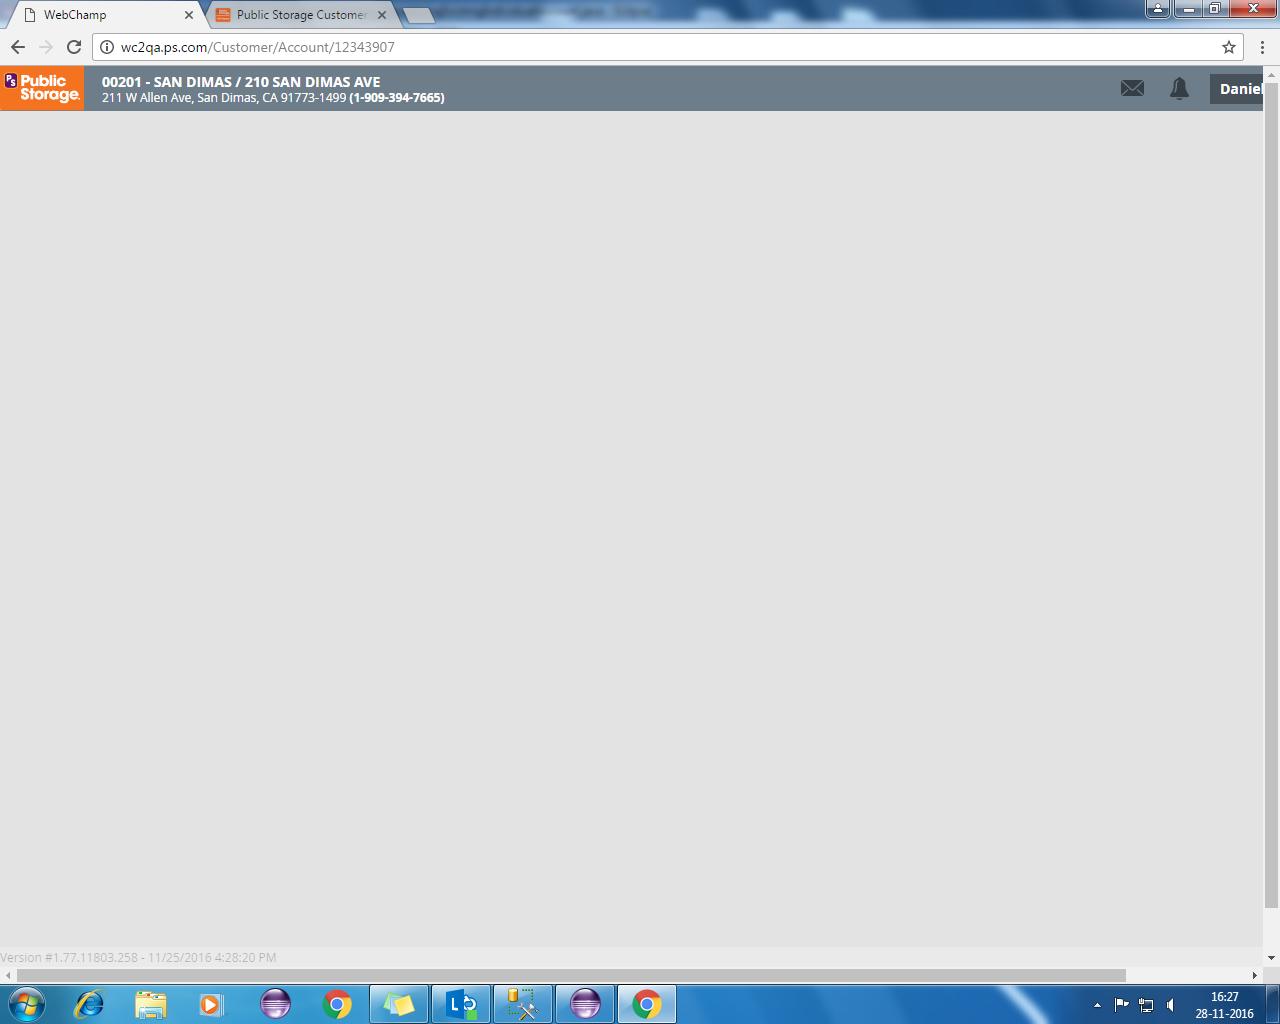 WebChamp
Public Storage Customer
wc2qa.ps.com/Customer/Account/12343907
PS Public Storage.
00201 - SAN DIMAS / 210 SAN DIMAS AVE
211 W Allen Ave, San Dimas, CA 91773-1499 (1-909-394-7665)
Daniel
Version #1.77.11803.258 - 11/25/2016 4:28:20 PM
16:27
28-11-2016